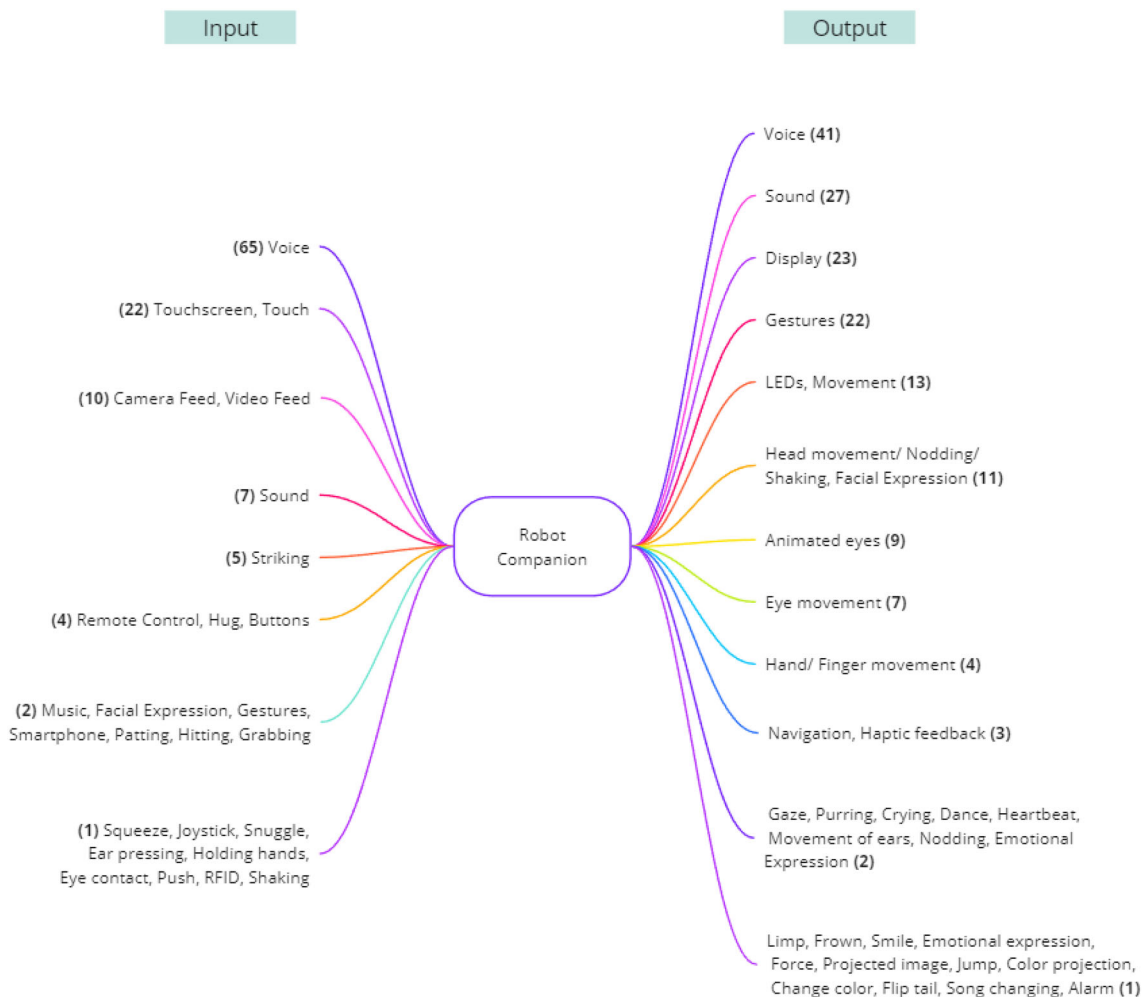 Input
Output
(65) Voice
(22) Touchscreen, Touch
(10) Camera Feed, Video Feed
(7) Sound
(5) Striking
(4) Remote Control, Hug, Buttons
(2) Music, Facial Expression, Gestures,
Smartphone, Patting, Hitting, Grabbing
(1) Squeeze, Joystick, Snuggle,
Ear pressing, Holding hands,
Eye contact, Push, RFID, Shaking
Robot
Companion
Voice (41)
Sound (27)
Display (23)
Gestures (22)
LEDs, Movement (13)
Head movement/ Nodding/
Shaking, Facial Expression (11)
Animated eyes (9)
Eye movement (7)
Hand/ Finger movement (4)
Navigation, Haptic feedback (3)
Gaze, Purring, Crying, Dance, Heartbeat,
Movement of ears, Nodding, Emotional
Expression (2)
Limp, Frown, Smile, Emotional expression,
Force, Projected image, Jump, Color projection,
Change color, Flip tail, Song changing, Alarm (1)